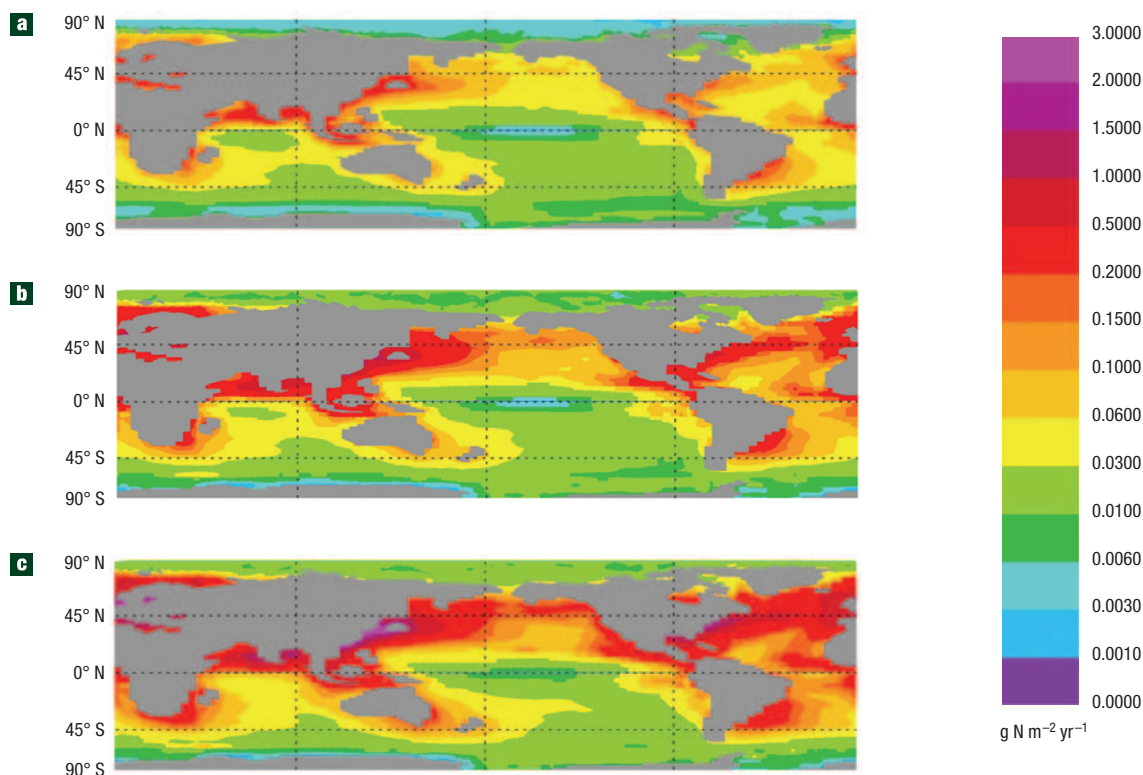 a
90° N
45° N
0° N
45° S
90° S
b
90° N
45° N
0° N
45° S
90° S
c
90° N
45° N
0° N
45° S
90° S
3.0000
2.0000
1.5000
1.0000
0.5000
0.2000
0.1500
0.1000
0.0600
0.0300
0.0100
0.0060
0.0030
0.0010
0.0000
g N m⁻² yr⁻¹